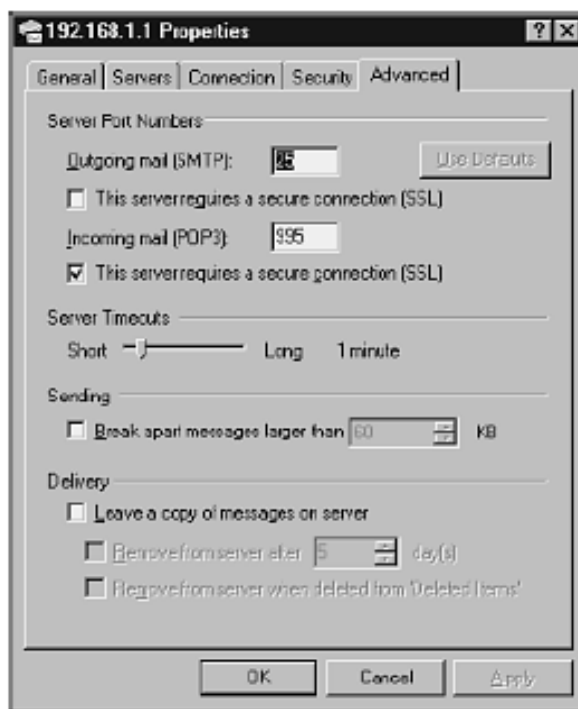 192.168.1.1 Properties
General Servers Connection Security Advanced
Server Port Numbers
Outgoing mail (SMTP): 25 Use Defaults
This server requires a secure connection (SSL)
Incoming mail (POP3): 995
This server requires a secure connection (SSL)
Server Timeouts
Short Long 1 minute
Sending
Break apart messages larger than 60 KB
Delivery
Leave a copy of messages on server
Remove from server after 5 day(s)
Remove from server when deleted from 'Deleted Items'
OK Cancel Apply